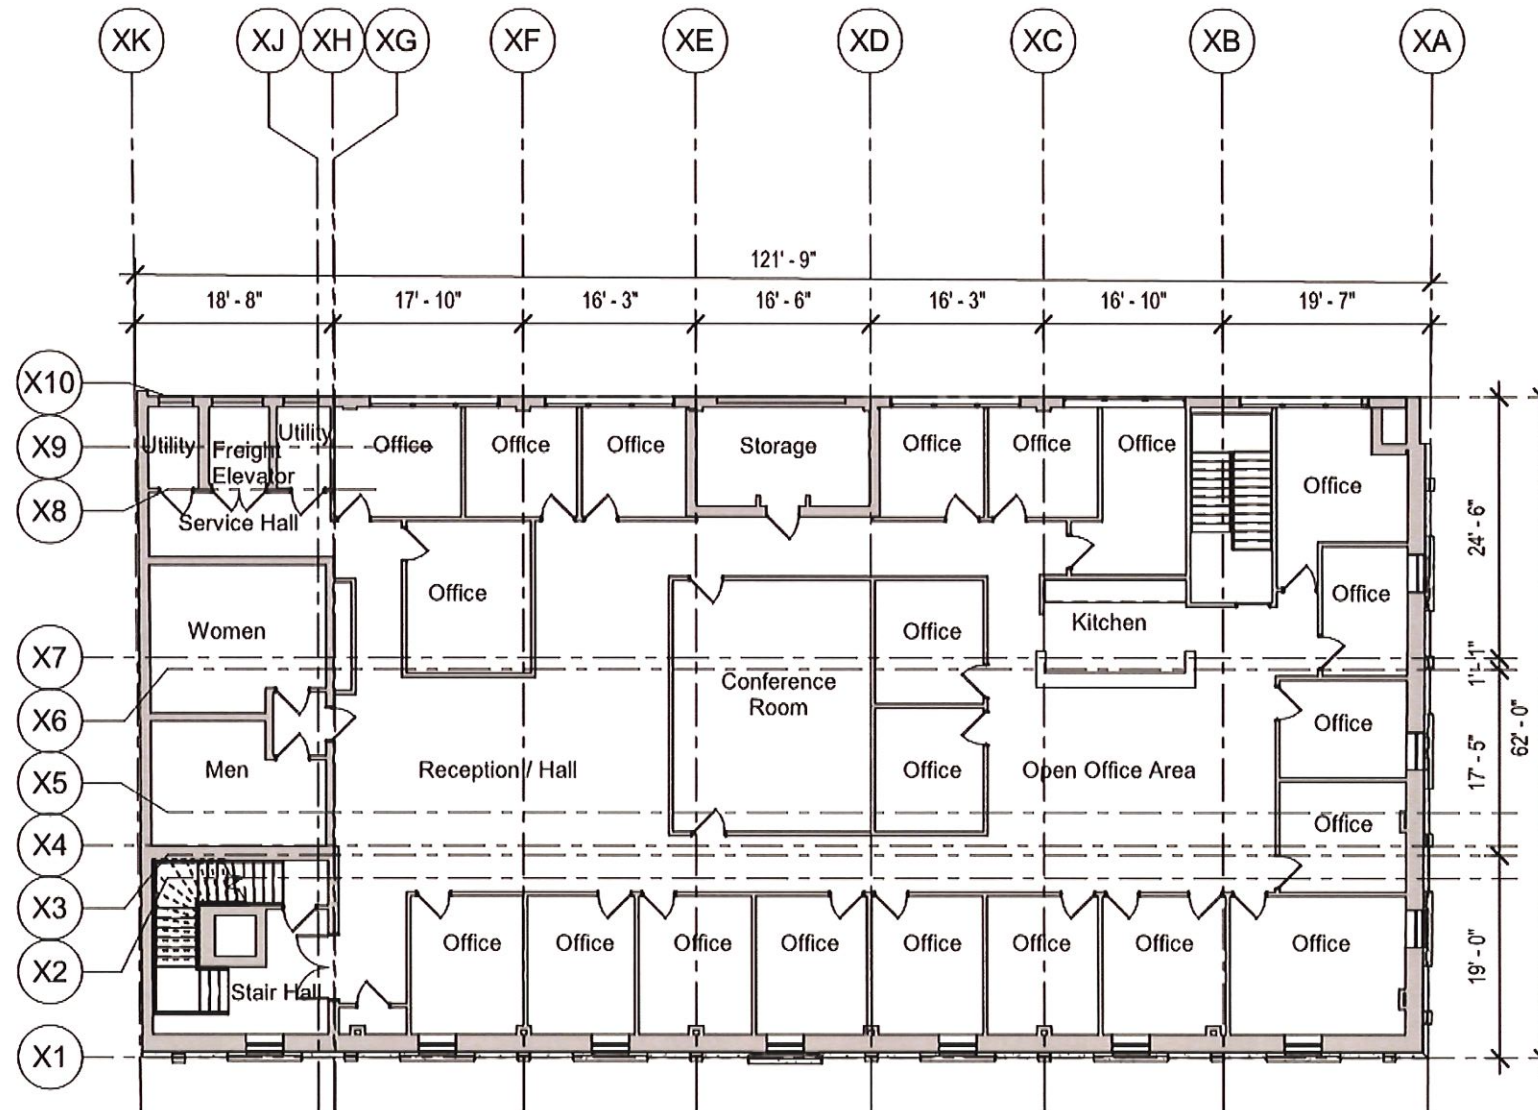 XK XJ XH XG XF XE XD XC XB XA
121' - 9"
18' - 8" 17' - 10" 16' - 3" 16' - 6" 16' - 3" 16' - 10" 19' - 7"
X10
X9
X8
X7
X6
X5
X4
X3
X2
X1
Utility
Freight
Elevator
Utility
Office
Office
Office
Storage
Office
Office
Office
Office
Service Hall
Office
Office
Women
Office
Kitchen
Conference
Room
Office
Men
Reception / Hall
Office
Open Office Area
Office
Office
Office
Office
Office
Office
Office
Office
Office
Office
Stair Hall
24' - 6"
1' - 1"
17' - 5"
19' - 0"
62' - 0"